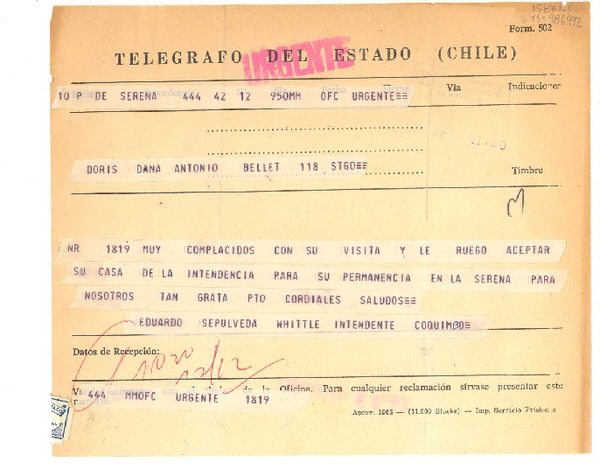 Form. 502
TELEGRAFO DEL ESTADO (CHILE)
URGENTE
Vía Indicaciones
10 P DE SERENA 444 42 12 950MM OFC URGENTE==
DORIS DANA ANTONIO BELLET 118 STGO==
Timbre
NR 1819 MUY COMPLACIDOS CON SU VISITA Y LE RUEGO ACEPTAR
SU CASA DE LA INTENDENCIA PARA SU PERMANENCIA EN LA SERENA PARA
NOSOTROS TAN GRATA PTO CORDIALES SALUDOS==
EDUARDO SEPULVEDA WHITTLE INTENDENTE COQUIMBO==
Datos de Recepción:
de la Oficina. Para cualquier reclamación sírvase presentar este
444 MMOFC URGENTE 1819
Aprov. 1965 — (11.000 Blocks) — Imp. Servicio Prisiones